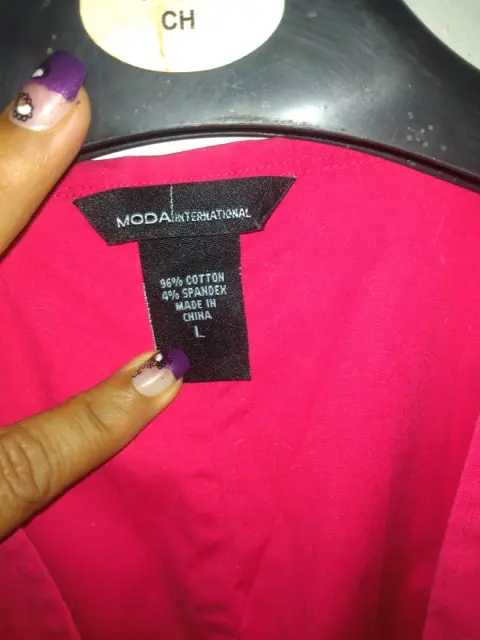 CH
MODA INTERNATIONAL
96% COTTON
4% SPANDEX
MADE IN
CHINA
L